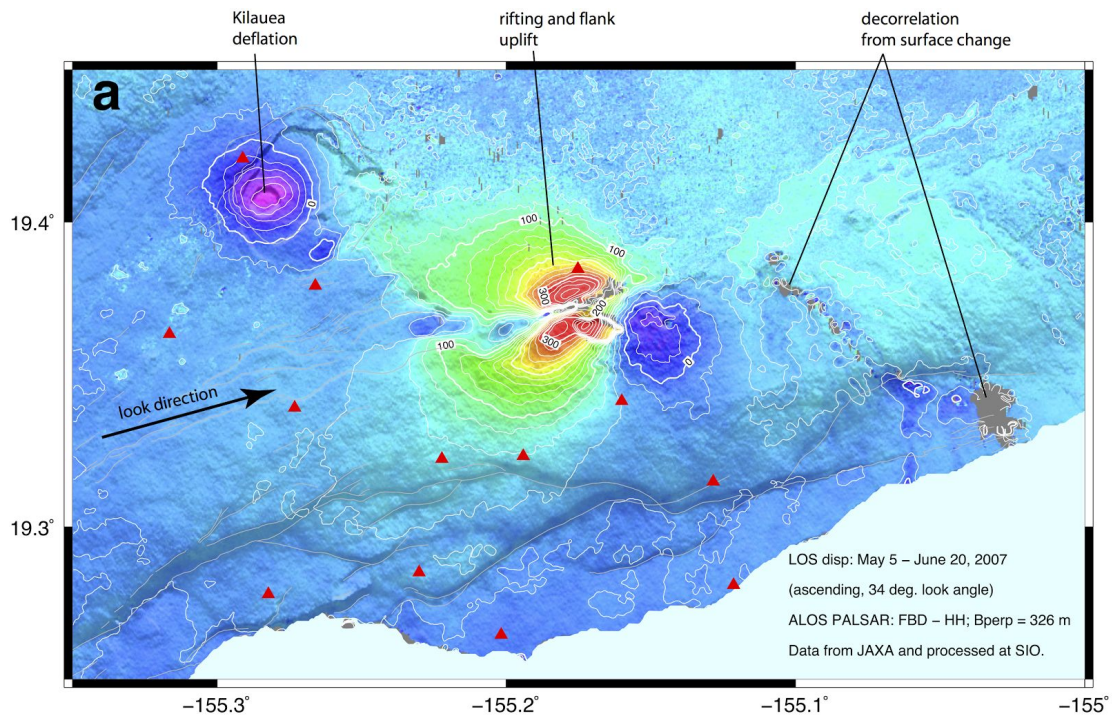 Kilauea
deflation
rifting and flank
uplift
decorrelation
from surface change
a
19.4°
19.3°
0
100
100
300
200
300
100
0
look direction
LOS disp: May 5 – June 20, 2007
(ascending, 34 deg. look angle)
ALOS PALSAR: FBD – HH; Bperp = 326 m
Data from JAXA and processed at SIO.
−155.3° −155.2° −155.1° −155°